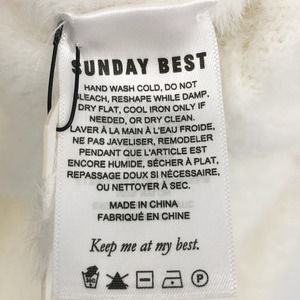 SUNDAY BEST
HAND WASH COLD, DO NOT
BLEACH, RESHAPE WHILE DAMP,
DRY FLAT, COOL IRON ONLY IF
NEEDED, OR DRY CLEAN.
LAVER À LA MAIN À L'EAU FROIDE,
NE PAS JAVELISER, REMODELER
PENDANT QUE L'ARTICLE EST
ENCORE HUMIDE, SÉCHER À PLAT,
REPASSAGE DOUX SI NÉCESSAIRE,
OU NETTOYER À SEC.
MADE IN CHINA
FABRIQUÉ EN CHINE
Keep me at my best.
P